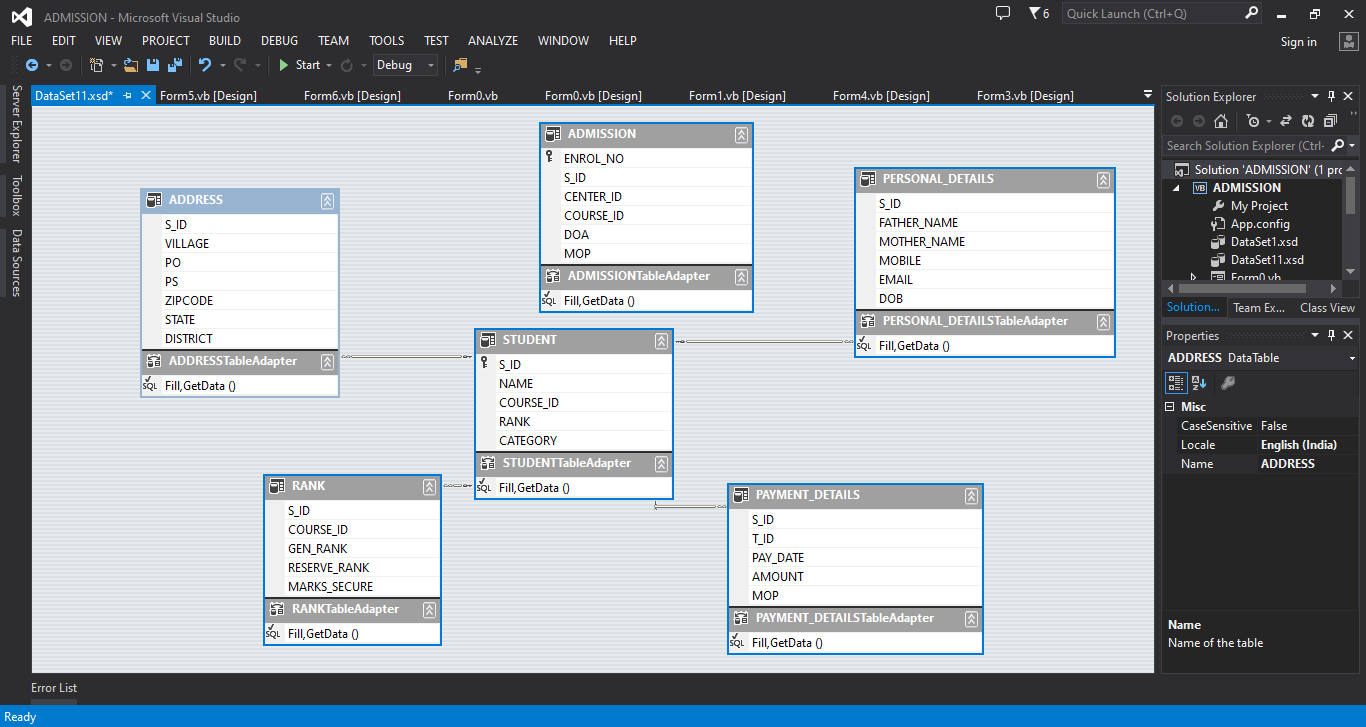 ADMISSION - Microsoft Visual Studio
6
Quick Launch (Ctrl+Q)
FILE EDIT VIEW PROJECT BUILD DEBUG TEAM TOOLS TEST ANALYZE WINDOW HELP
Sign in
Start
Debug
Server Explorer
Toolbox
Data Sources
DataSet11.xsd* Form5.vb [Design] Form6.vb [Design] Form0.vb Form0.vb [Design] Form1.vb [Design] Form4.vb [Design] Form3.vb [Design]
ADDRESS
S_ID
VILLAGE
PO
PS
ZIPCODE
STATE
DISTRICT
ADDRESSTableAdapter
SQL Fill,GetData ()
ADMISSION
ENROL_NO
S_ID
CENTER_ID
COURSE_ID
DOA
MOP
ADMISSIONTableAdapter
SQL Fill,GetData ()
PERSONAL_DETAILS
S_ID
FATHER_NAME
MOTHER_NAME
MOBILE
EMAIL
DOB
PERSONAL_DETAILSTableAdapter
SQL Fill,GetData ()
STUDENT
S_ID
NAME
COURSE_ID
RANK
CATEGORY
STUDENTTableAdapter
SQL Fill,GetData ()
RANK
S_ID
COURSE_ID
GEN_RANK
RESERVE_RANK
MARKS_SECURE
RANKTableAdapter
SQL Fill,GetData ()
PAYMENT_DETAILS
S_ID
T_ID
PAY_DATE
AMOUNT
MOP
PAYMENT_DETAILSTableAdapter
SQL Fill,GetData ()
Solution Explorer
Search Solution Explorer (Ctrl-
Solution 'ADMISSION' (1 prc
VB ADMISSION
My Project
App.config
DataSet1.xsd
DataSet11.xsd
Form0.vb
Solution... Team Ex... Class View
Properties
ADDRESS DataTable
Misc
CaseSensitive False
Locale English (India)
Name ADDRESS
Name
Name of the table
Error List
Ready